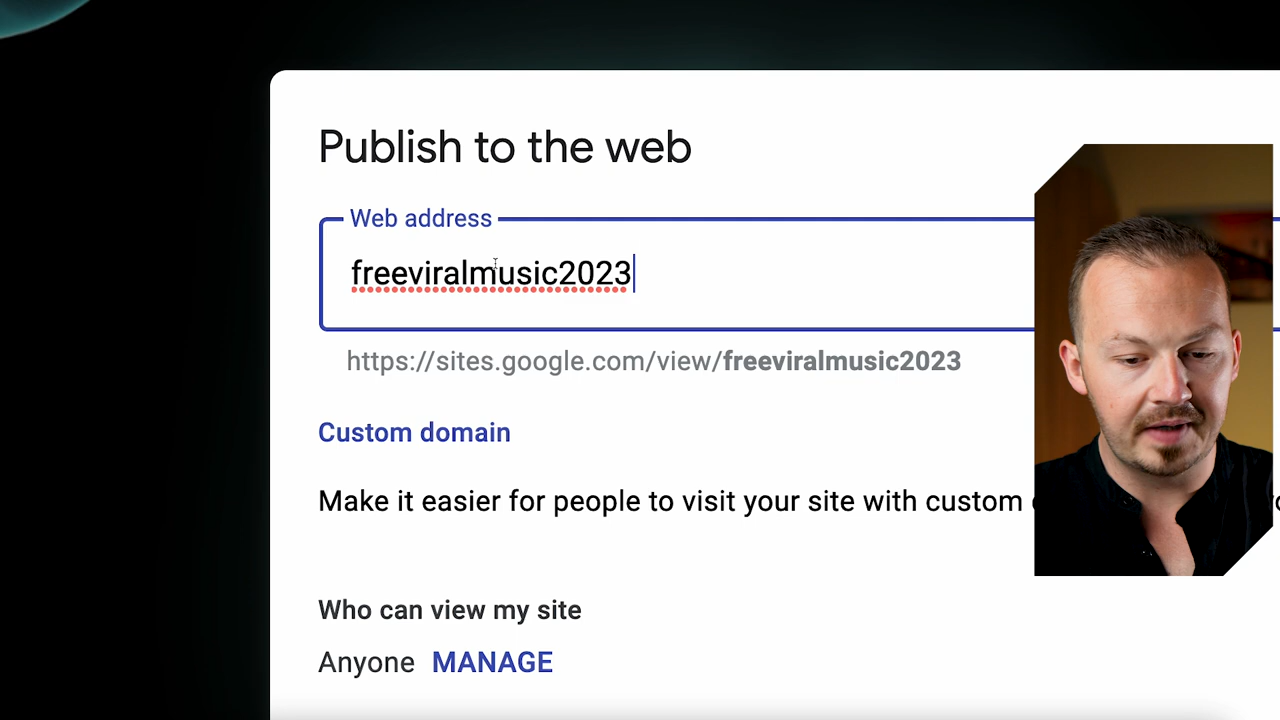 Publish to the web
Web address
freeviralmusic2023
https://sites.google.com/view/freeviralmusic2023
Custom domain
Make it easier for people to visit your site with custom
Who can view my site
Anyone MANAGE